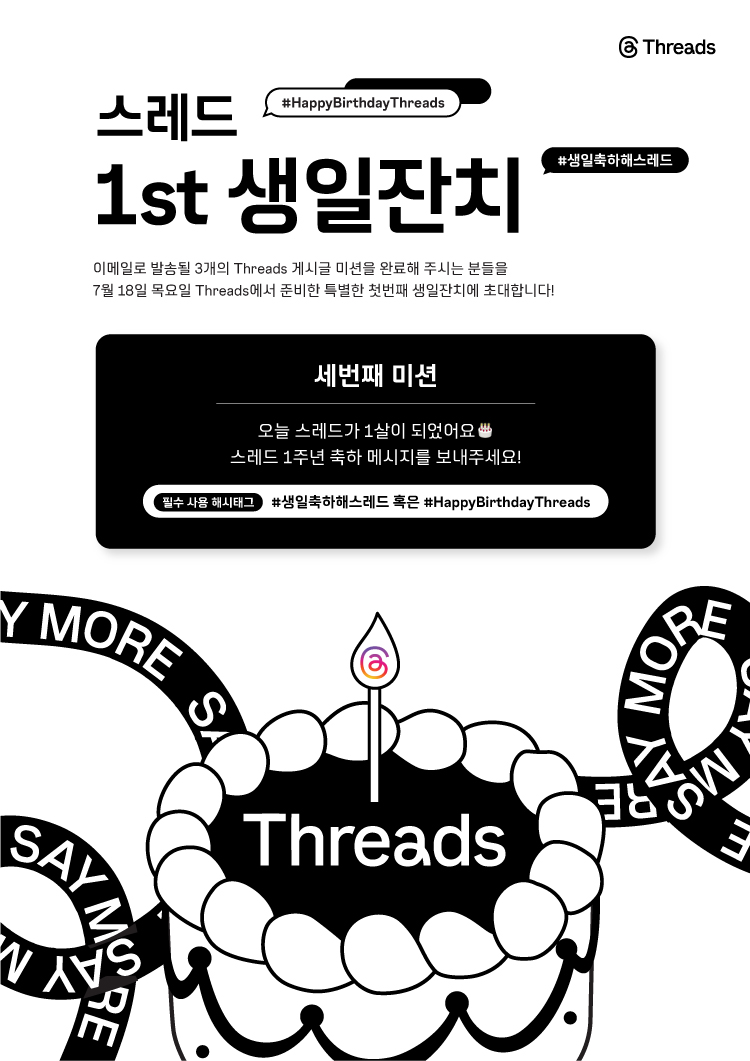 Threads
스레드
#HappyBirthdayThreads
#생일축하해스레드
1st 생일잔치
이메일로 발송될 3개의 Threads 게시글 미션을 완료해 주시는 분들을
7월 18일 목요일 Threads에서 준비한 특별한 첫번째 생일잔치에 초대합니다!
세번째 미션
오늘 스레드가 1살이 되었어요🎂
스레드 1주년 축하 메시지를 보내주세요!
필수 사용 해시태그 #생일축하해스레드 혹은 #HappyBirthdayThreads
Y MORE SA
MORE
SAY MORE
SAY M
RE
E
Threads
SAY M
SAY M
SAY MORE